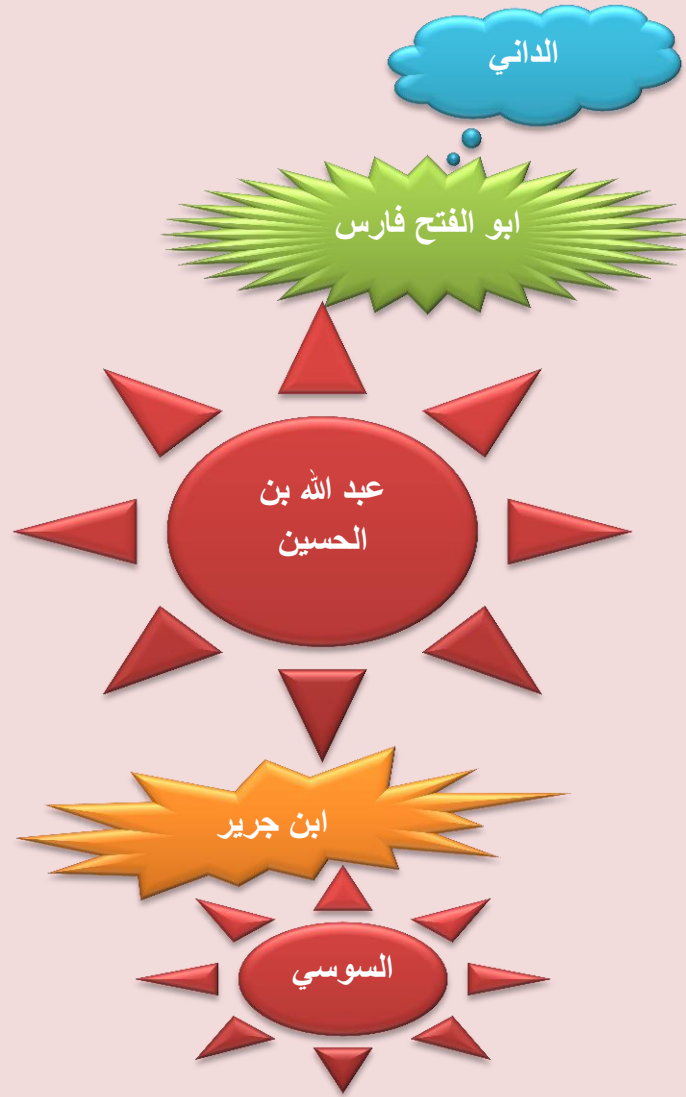 الداني
ابو الفتح فارس
عبد الله بن
الحسين
ابن جرير
السوسي